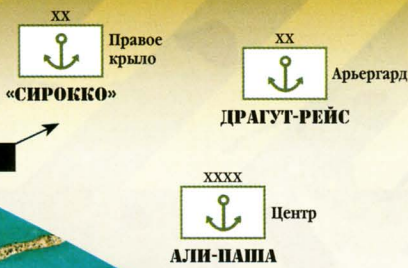 XX
Правое
крыло
«СИРОККО»
XX
Арьергард
ДРАГУТ-РЕЙС
XXXX
Центр
АЛИ-ПАША